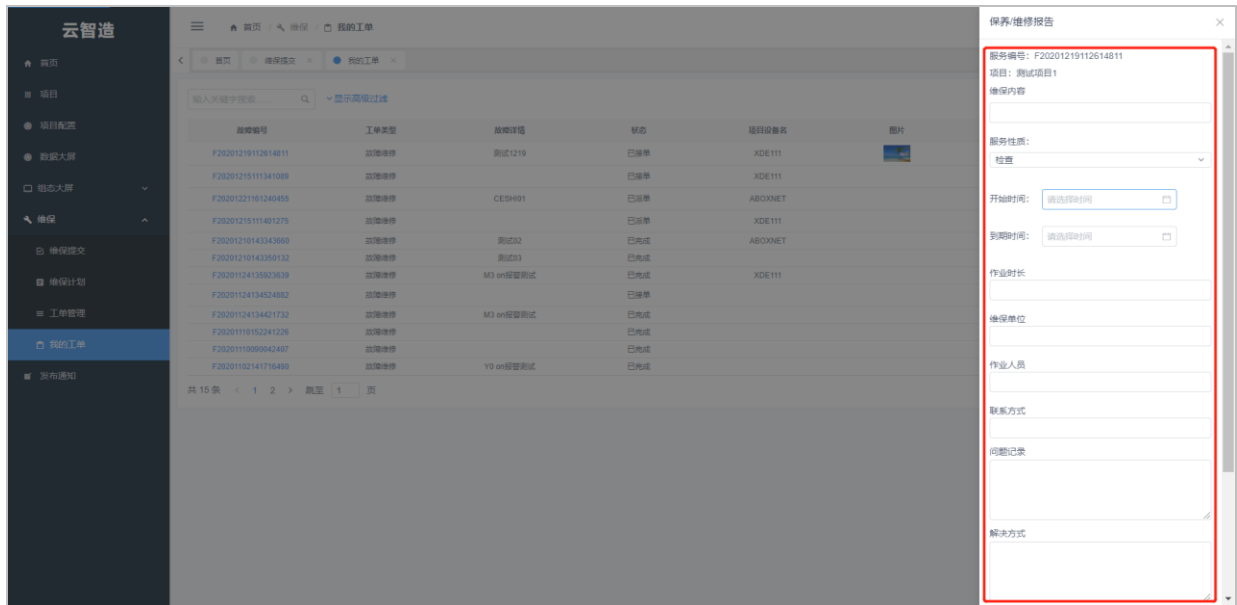 云智造
首页
项目
项目配置
数据大屏
组态大屏
维保
维保提交
维保计划
工单管理
我的工单
发布通知
首页 / 维保 / 我的工单
首页 维保提交 × 我的工单 ×
输入关键字搜索...... 显示高级过滤
故障编号 工单类型 故障详情 状态 项目设备名 图片
F20201219112614811 故障维修 测试1219 已接单 XDE111
F20201215111341089 故障维修 已接单 XDE111
F20201221161240455 故障维修 CESHI01 已派单 ABOXNET
F20201215111401275 故障维修 已派单 XDE111
F20201210143343660 故障维修 测试02 已完成 ABOXNET
F20201210143350132 故障维修 测试03 已完成
F20201124135823639 故障维修 M3 on报警测试 已完成 XDE111
F20201124134524882 故障维修 已接单
F20201124134421732 故障维修 M3 on报警测试 已完成
F20201110152241226 故障维修 已完成
F20201110090042407 故障维修 已完成
F20201102141716480 故障维修 Y0 on报警测试 已完成
共 15 条 < 1 2 > 跳至 1 页
保养/维修报告 ×
服务编号：F20201219112614811
项目：测试项目1
维保内容
服务性质：
检查
开始时间： 请选择时间
到期时间： 请选择时间
作业时长
维保单位
作业人员
联系方式
问题记录
解决方式